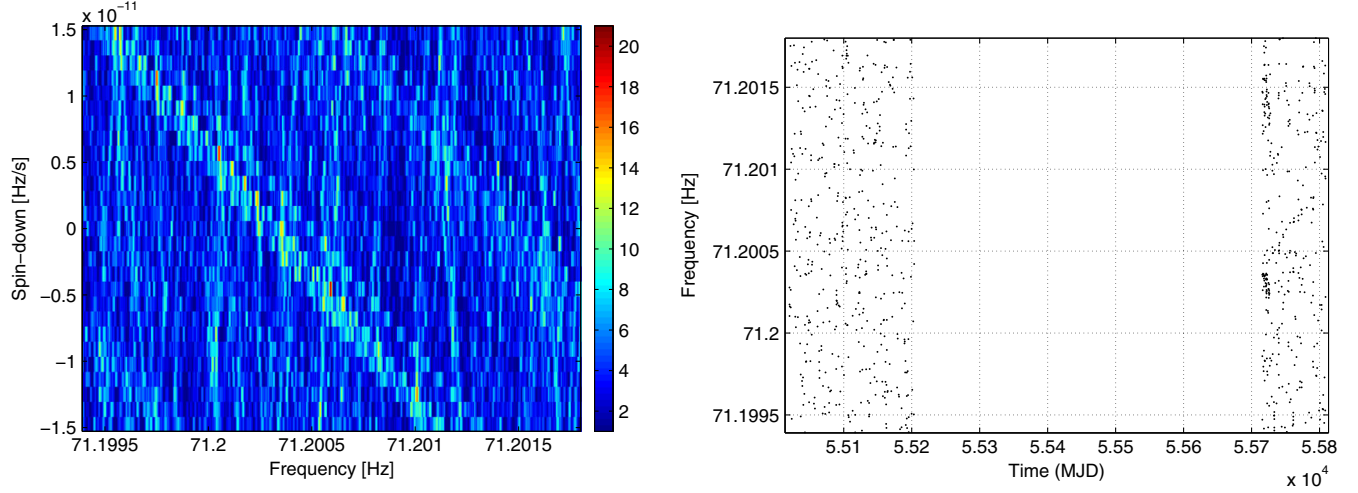 x 10⁻¹¹
1.5
1
0.5
0
−0.5
−1
−1.5
Spin−down [Hz/s]
71.1995 71.2 71.2005 71.201 71.2015
Frequency [Hz]
20
18
16
14
12
10
8
6
4
2
71.2015
71.201
71.2005
71.2
71.1995
Frequency [Hz]
5.51 5.52 5.53 5.54 5.55 5.56 5.57 5.58
Time (MJD)
x 10⁴